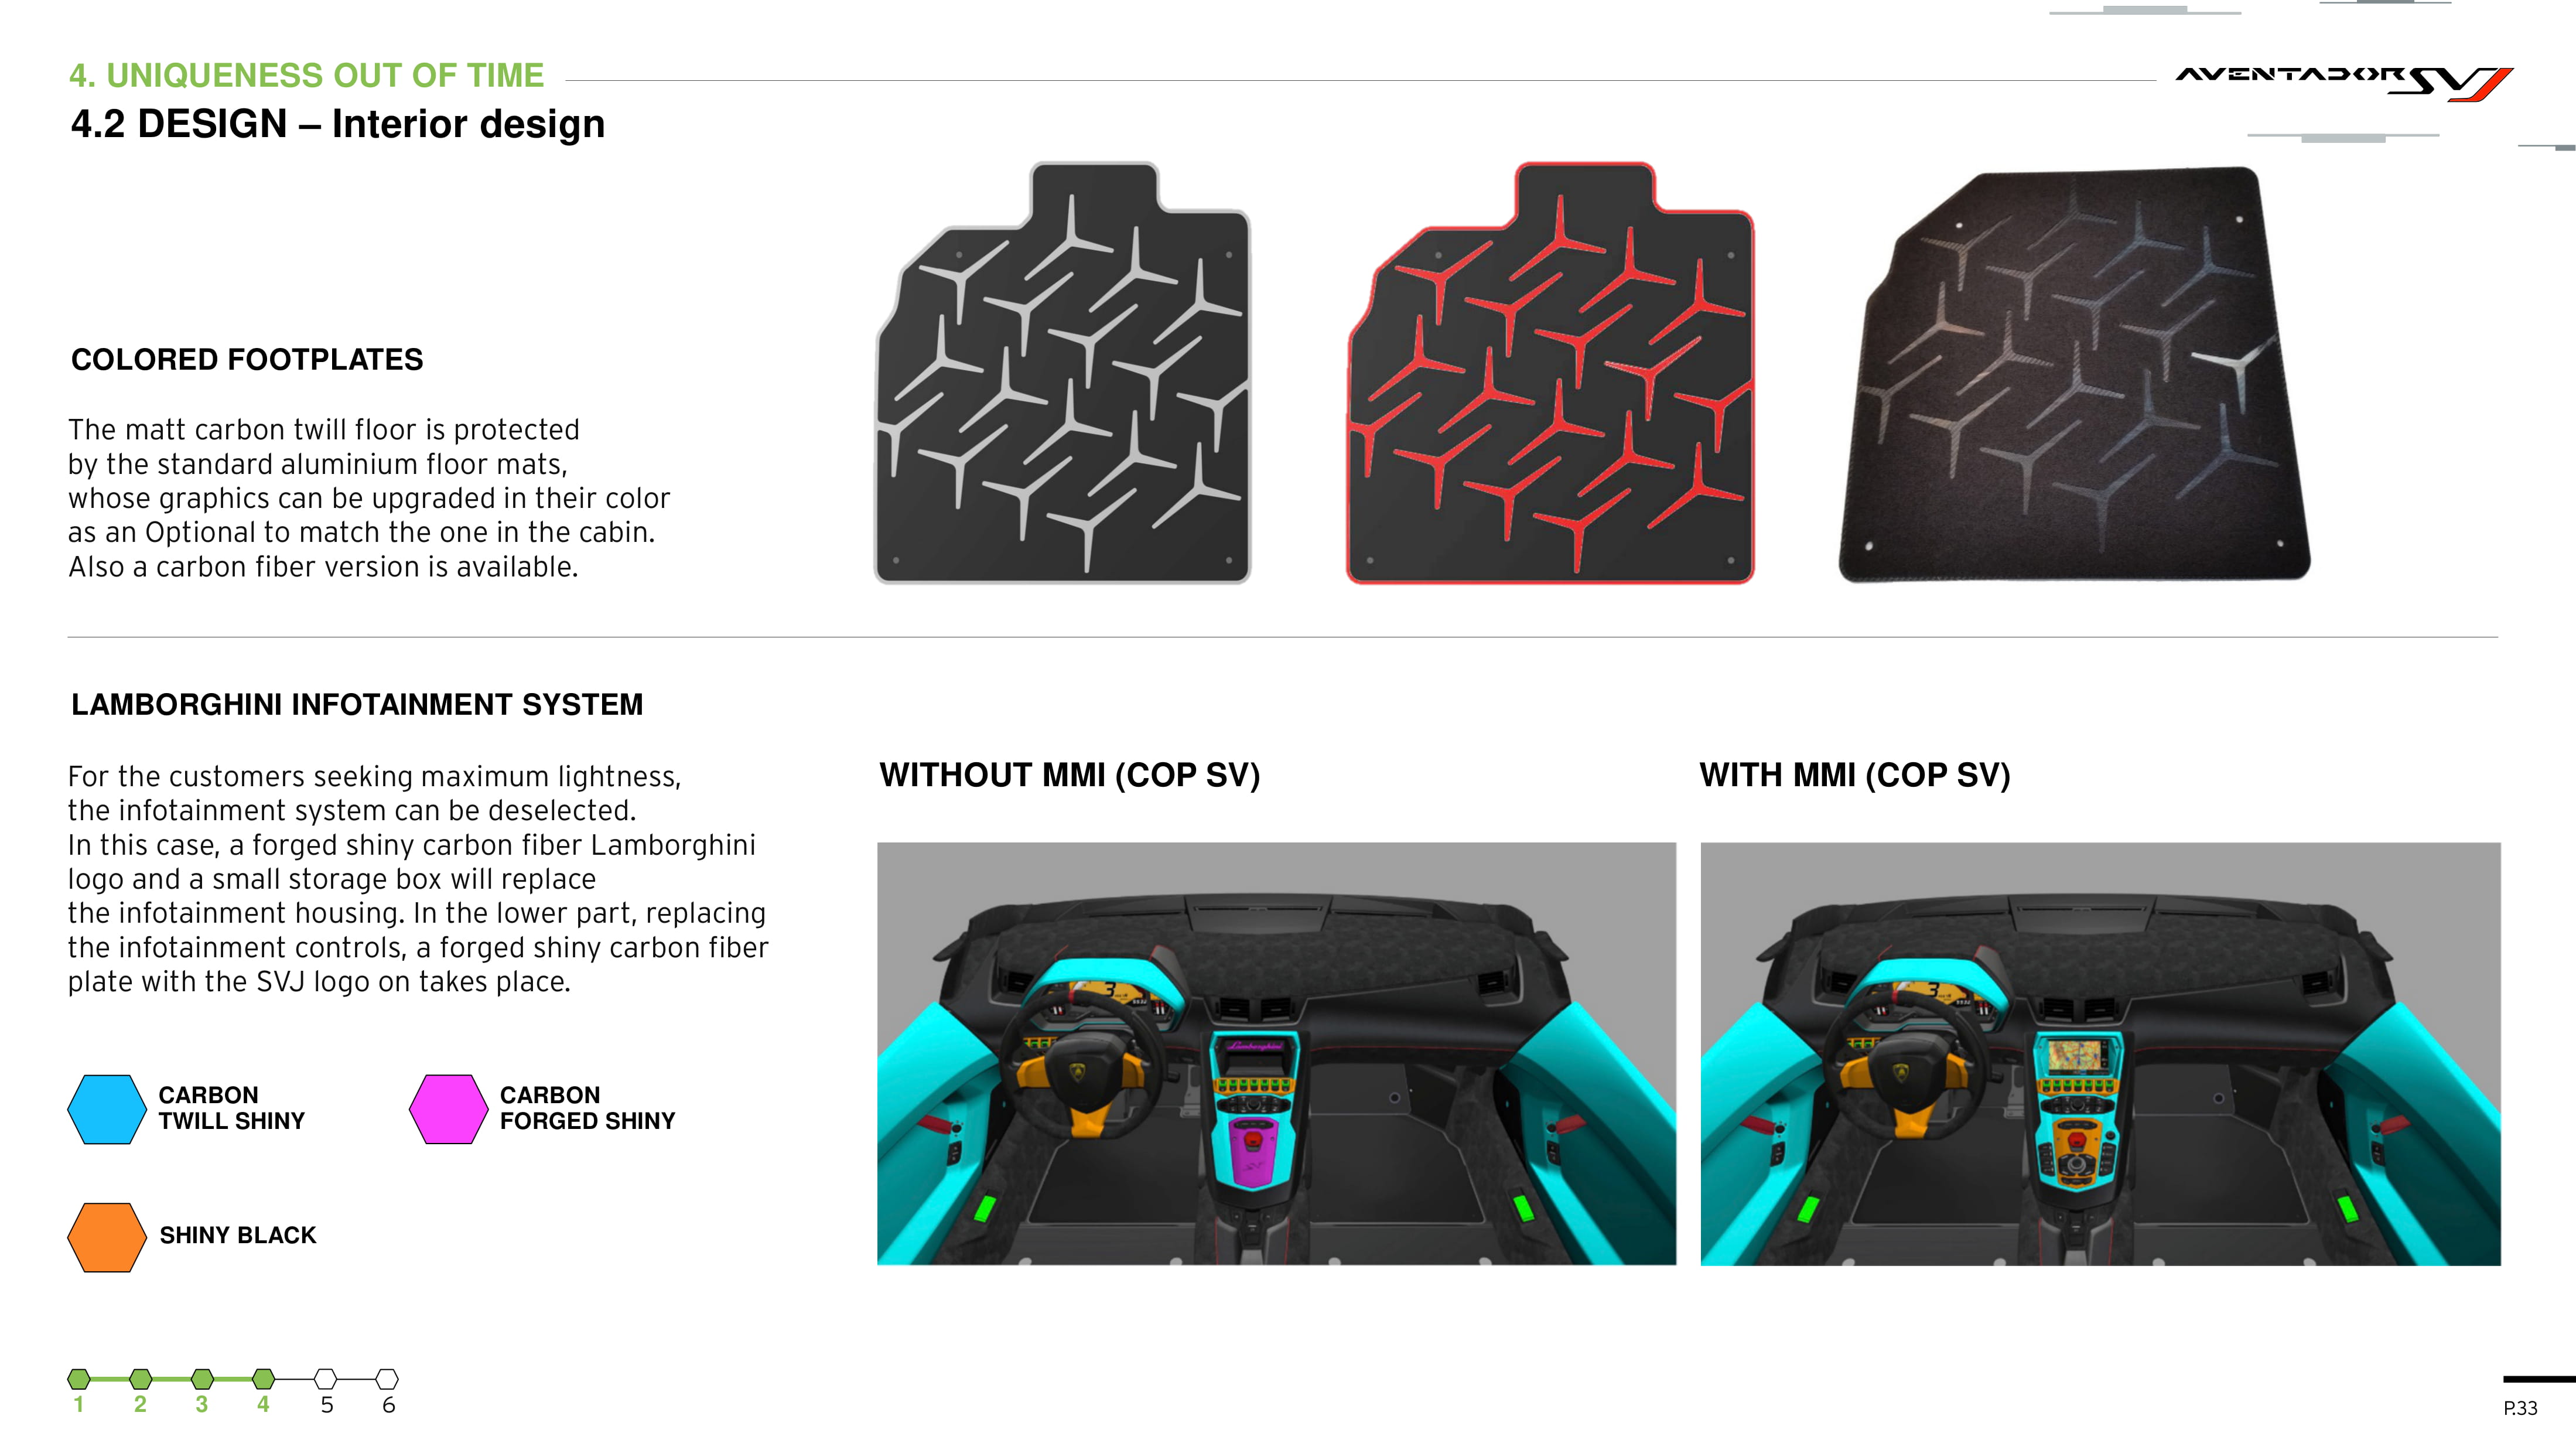 4. UNIQUENESS OUT OF TIME
AVENTADOR SVJ
4.2 DESIGN – Interior design
COLORED FOOTPLATES
The matt carbon twill floor is protected
by the standard aluminium floor mats,
whose graphics can be upgraded in their color
as an Optional to match the one in the cabin.
Also a carbon fiber version is available.
LAMBORGHINI INFOTAINMENT SYSTEM
For the customers seeking maximum lightness,
the infotainment system can be deselected.
In this case, a forged shiny carbon fiber Lamborghini
logo and a small storage box will replace
the infotainment housing. In the lower part, replacing
the infotainment controls, a forged shiny carbon fiber
plate with the SVJ logo on takes place.
CARBON
TWILL SHINY
CARBON
FORGED SHINY
SHINY BLACK
WITHOUT MMI (COP SV)
WITH MMI (COP SV)
3
Lamborghini
3
1 2 3 4 5 6
P.33